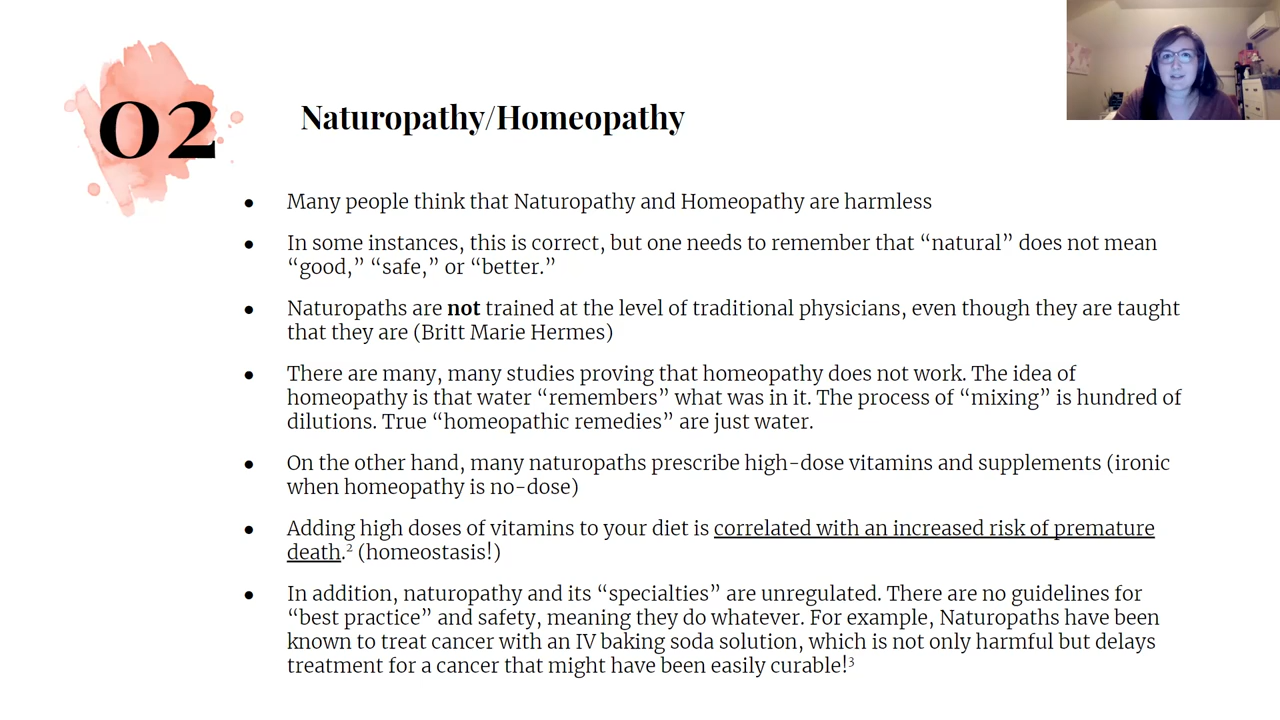 02
Naturopathy/Homeopathy
● Many people think that Naturopathy and Homeopathy are harmless
● In some instances, this is correct, but one needs to remember that “natural” does not mean
“good,” “safe,” or “better.”
● Naturopaths are not trained at the level of traditional physicians, even though they are taught
that they are (Britt Marie Hermes)
● There are many, many studies proving that homeopathy does not work. The idea of
homeopathy is that water “remembers” what was in it. The process of “mixing” is hundred of
dilutions. True “homeopathic remedies” are just water.
● On the other hand, many naturopaths prescribe high-dose vitamins and supplements (ironic
when homeopathy is no-dose)
● Adding high doses of vitamins to your diet is correlated with an increased risk of premature
death.² (homeostasis!)
● In addition, naturopathy and its “specialties” are unregulated. There are no guidelines for
“best practice” and safety, meaning they do whatever. For example, Naturopaths have been
known to treat cancer with an IV baking soda solution, which is not only harmful but delays
treatment for a cancer that might have been easily curable!³